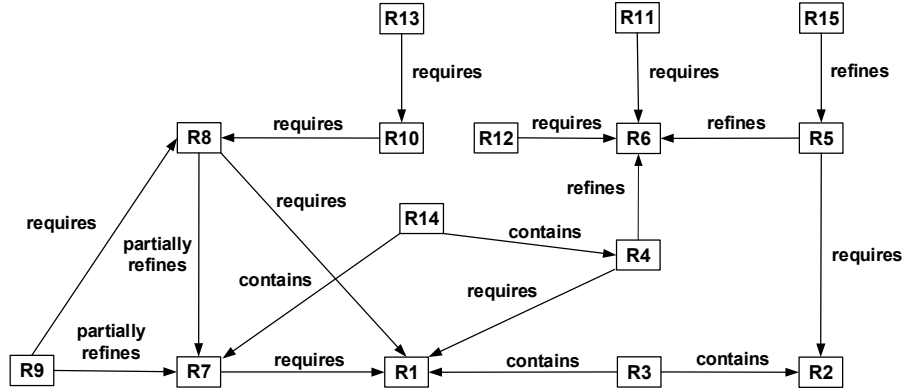 R13
R11
R15
requires
requires
refines
R8
requires
R10
R12
requires
R6
refines
R5
refines
requires
requires
R14
partially
refines
contains
R4
requires
contains
requires
partially
refines
R9
R7
requires
R1
contains
R3
contains
R2